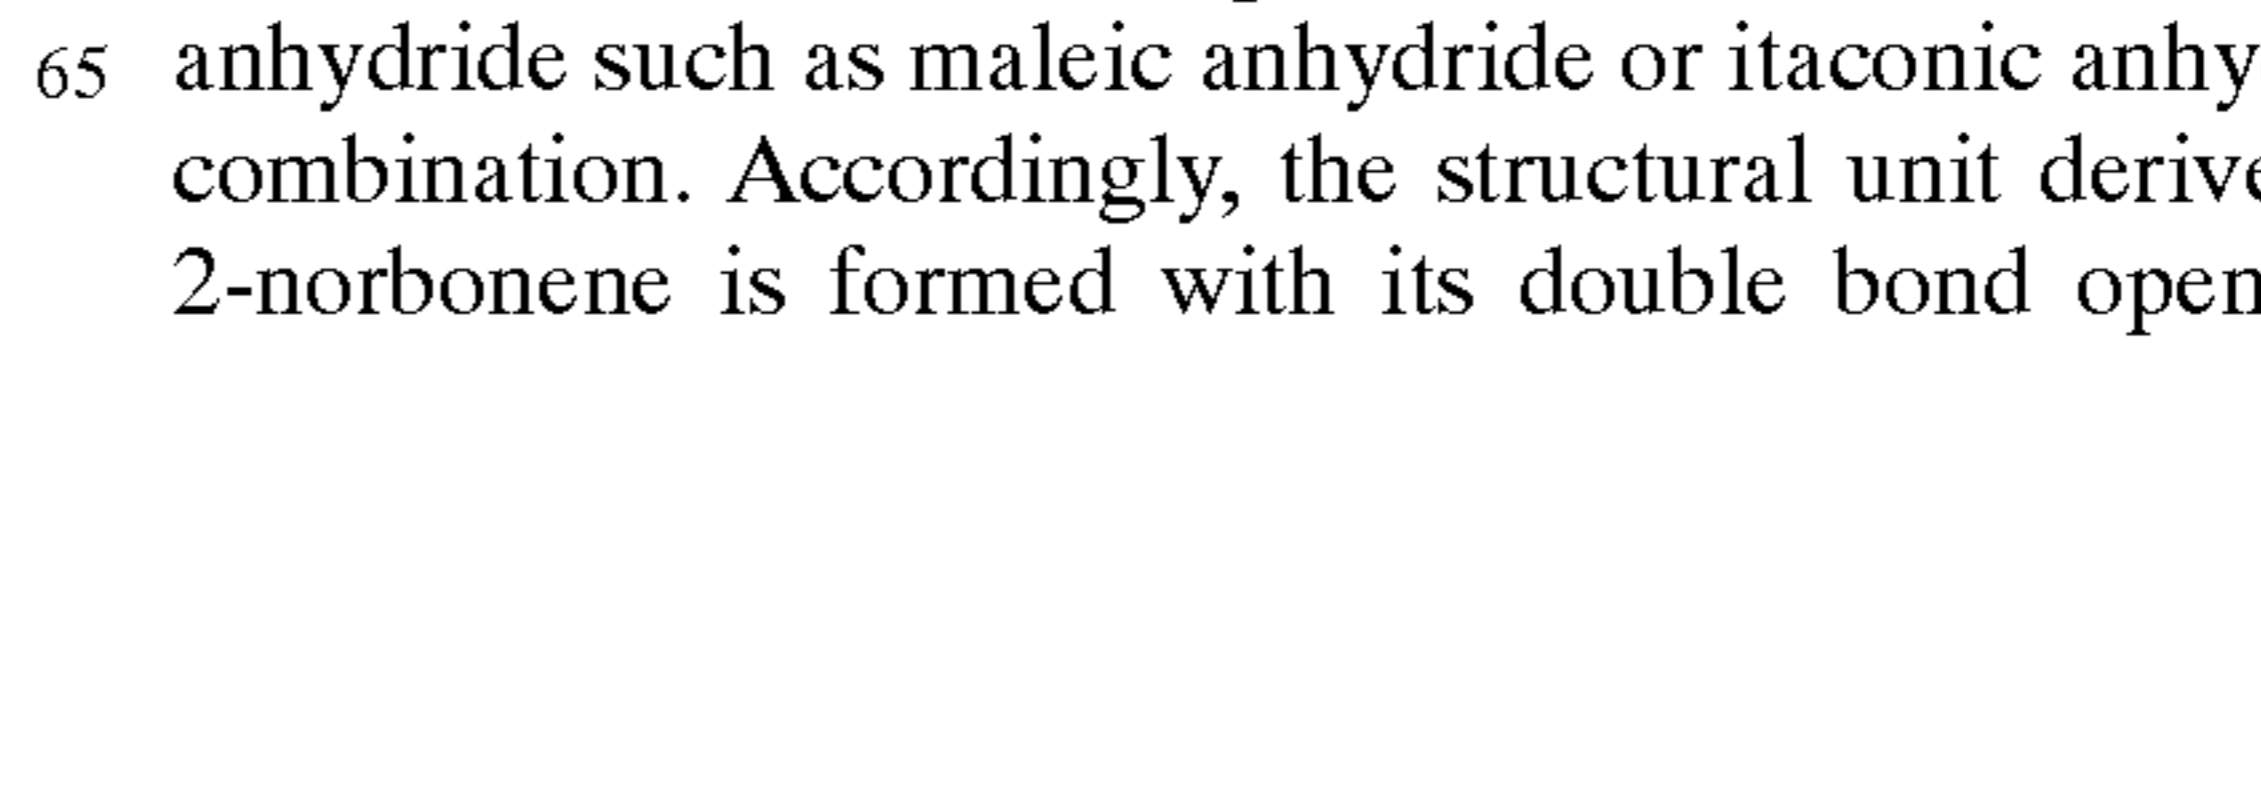 65 anhydride such as maleic anhydride or itaconic anhy
combination. Accordingly, the structural unit derive
2-norbonene is formed with its double bond open